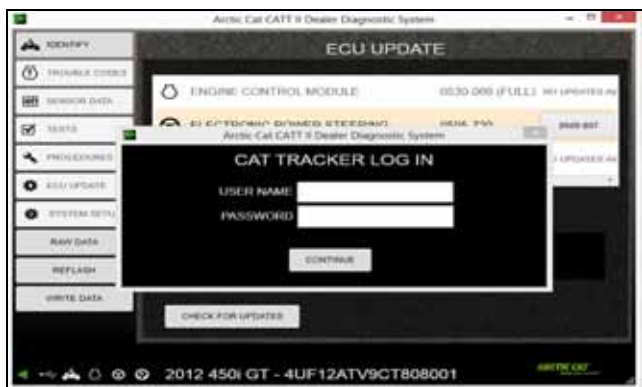 Arctic Cat CATT II Dealer Diagnostic System
IDENTIFY
ECU UPDATE
TROUBLE CODES
SENSOR DATA
ENGINE CONTROL MODULE
TESTS
ELECTRONIC POWER STEERING
Arctic Cat CATT II Dealer Diagnostic System
CAT TRACKER LOG IN
PROCEDURES
USER NAME
ECU UPDATE
PASSWORD
SYSTEM SETUP
CONTINUE
RAW DATA
REFLASH
WRITE DATA
CHECK FOR UPDATES
2012 450i GT - 4UF12ATV9CT808001
ARCTIC CAT